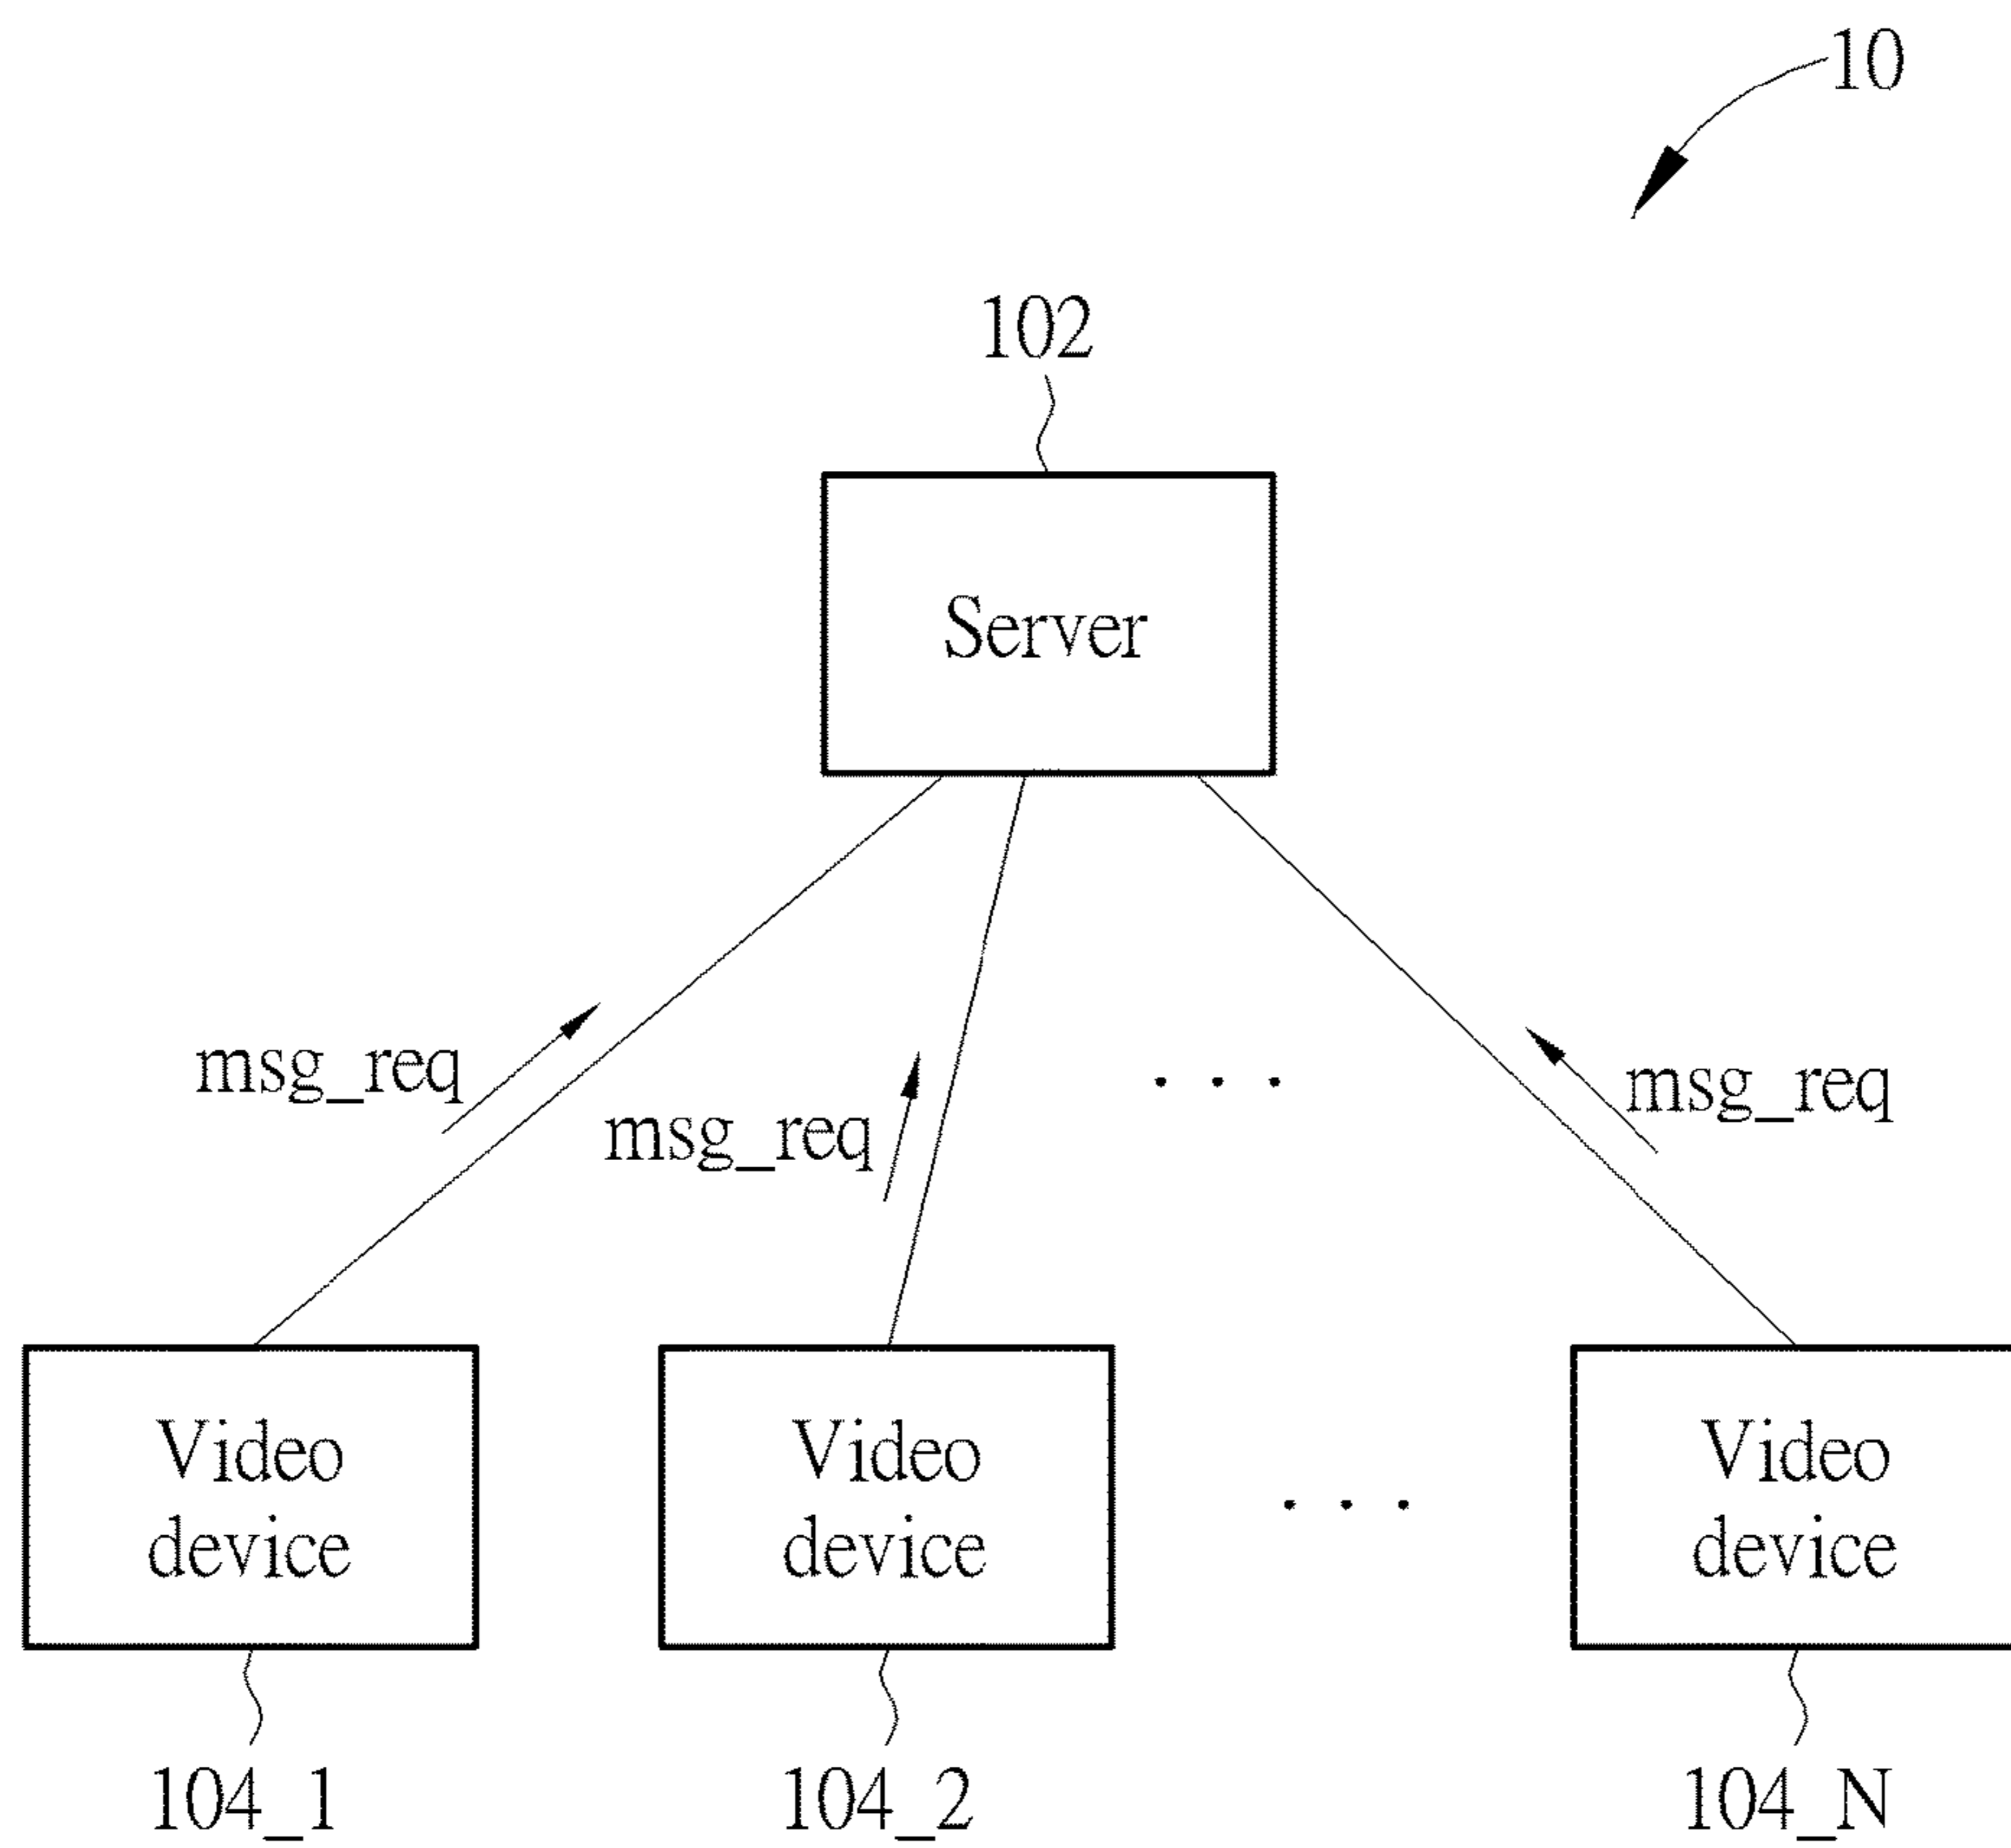 10
102
Server
msg_req
msg_req
. . .
msg_req
Video
device
Video
device
. . .
Video
device
104_1
104_2
104_N